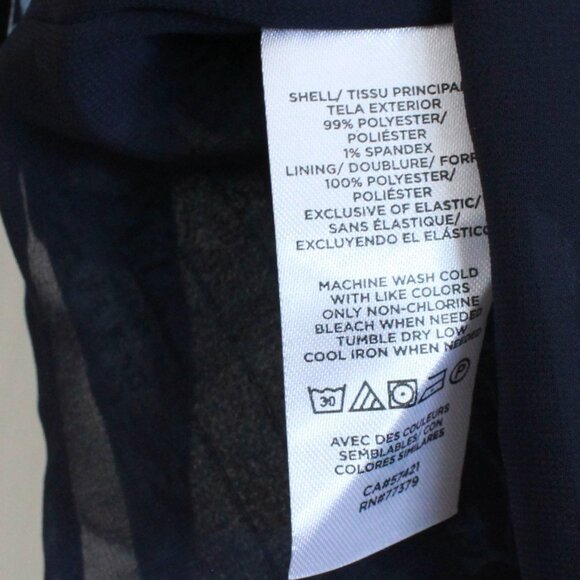 SHELL/ TISSU PRINCIPA
TELA EXTERIOR
99% POLYESTER/
POLIÉSTER
1% SPANDEX
LINING/ DOUBLURE/ FORR
100% POLYESTER/
POLIÉSTER
EXCLUSIVE OF ELASTIC/
SANS ÉLASTIQUE/
EXCLUYENDO EL ELÁSTICO
MACHINE WASH COLD
WITH LIKE COLORS
ONLY NON-CHLORINE
BLEACH WHEN NEEDED
TUMBLE DRY LOW
COOL IRON WHEN NEEDED
30 P
AVEC DES COULEURS
SEMBLABLES/ CON
COLORES SIMILARES
CA#57421
RN#77379